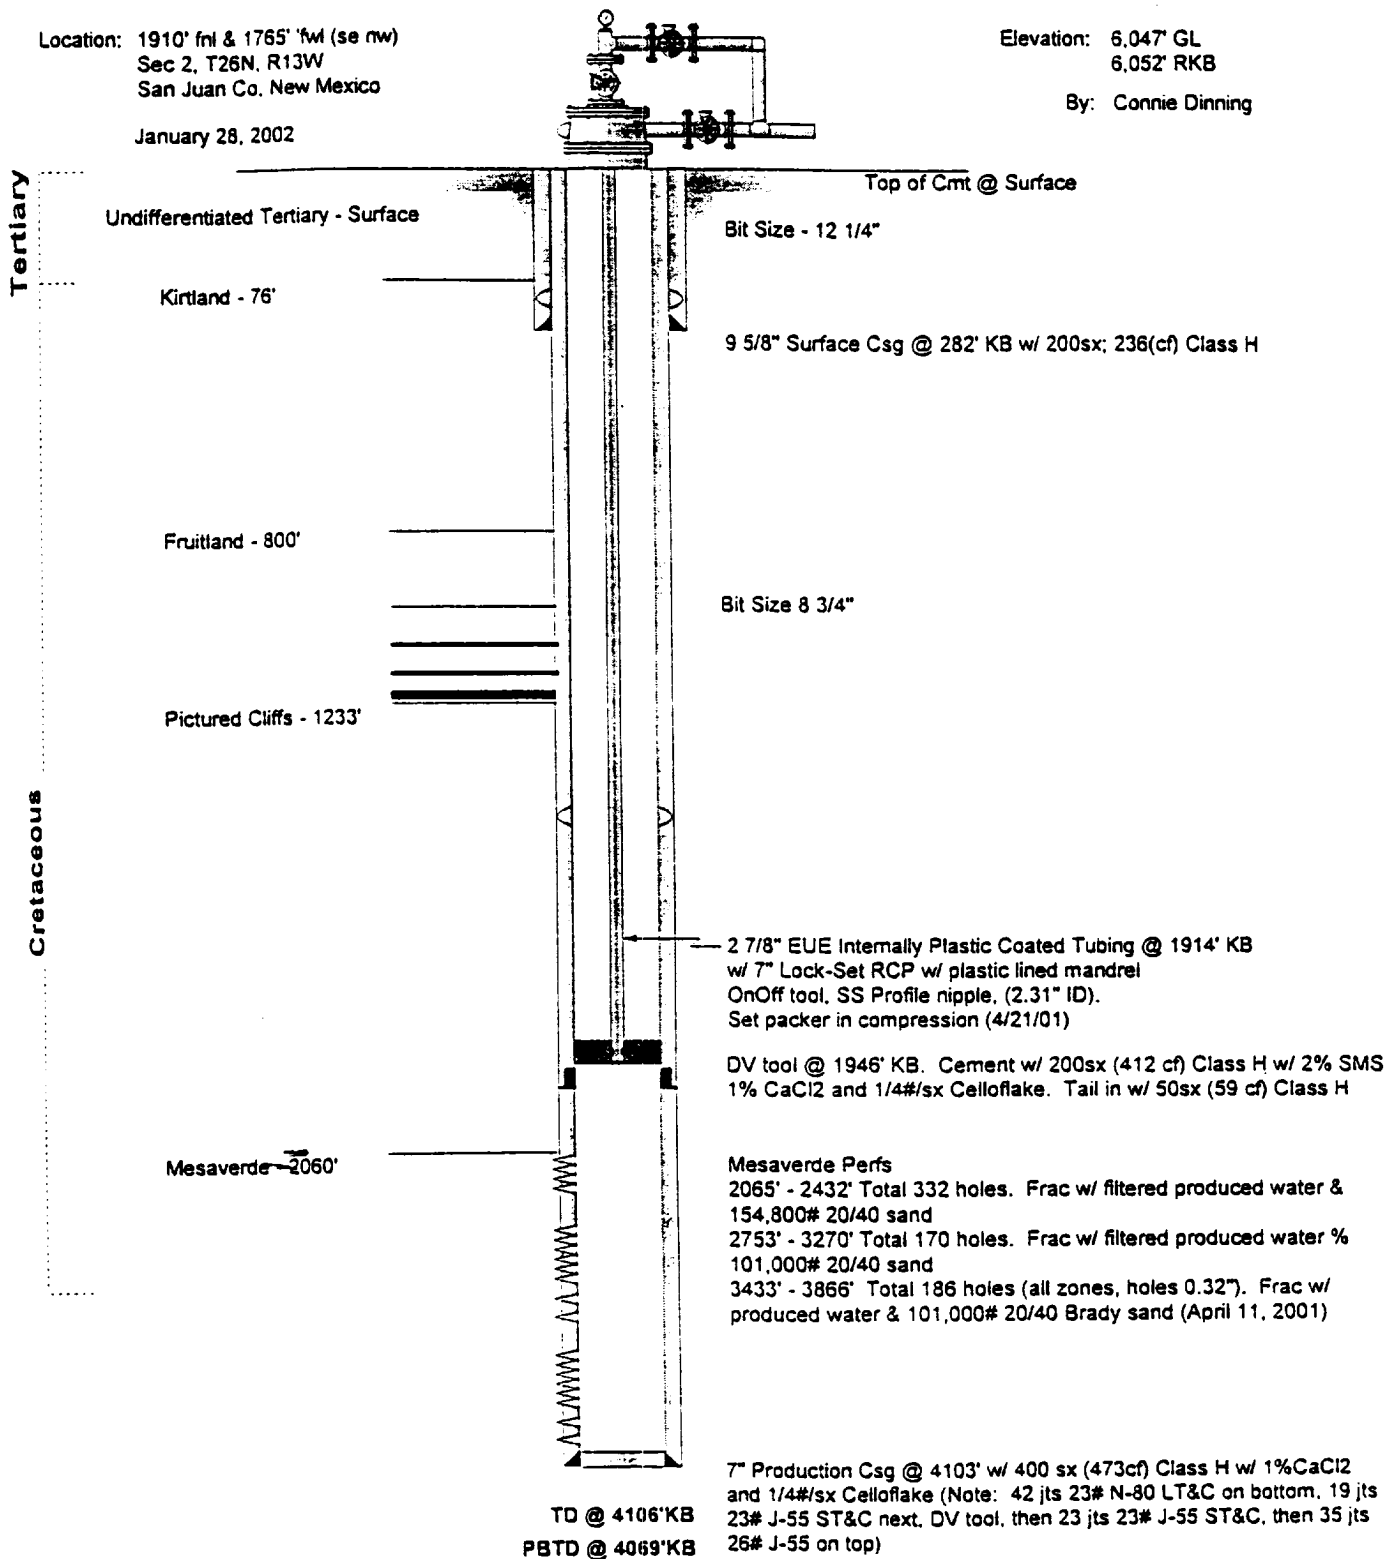 Location: 1910' fnl & 1765' 'fwl (se nw)
Sec 2, T26N, R13W
San Juan Co. New Mexico
January 28, 2002
Elevation: 6,047' GL
6,052' RKB
By: Connie Dinning
Tertiary
Top of Cmt @ Surface
Undifferentiated Tertiary - Surface
Bit Size - 12 1/4"
Kirtland - 76'
9 5/8" Surface Csg @ 282' KB w/ 200sx; 236(cf) Class H
Fruitland - 800'
Bit Size 8 3/4"
Pictured Cliffs - 1233'
Cretaceous
2 7/8" EUE Internally Plastic Coated Tubing @ 1914' KB
w/ 7" Lock-Set RCP w/ plastic lined mandrel
OnOff tool, SS Profile nipple, (2.31" ID).
Set packer in compression (4/21/01)
DV tool @ 1946' KB. Cement w/ 200sx (412 cf) Class H w/ 2% SMS
1% CaCl2 and 1/4#/sx Celloflake. Tail in w/ 50sx (59 cf) Class H
Mesaverde - 2060'
Mesaverde Perfs
2065' - 2432' Total 332 holes. Frac w/ filtered produced water &
154,800# 20/40 sand
2753' - 3270' Total 170 holes. Frac w/ filtered produced water %
101,000# 20/40 sand
3433' - 3866' Total 186 holes (all zones, holes 0.32"). Frac w/
produced water & 101,000# 20/40 Brady sand (April 11, 2001)
7" Production Csg @ 4103' w/ 400 sx (473cf) Class H w/ 1%CaCl2
and 1/4#/sx Celloflake (Note: 42 jts 23# N-80 LT&C on bottom, 19 jts
23# J-55 ST&C next, DV tool, then 23 jts 23# J-55 ST&C, then 35 jts
26# J-55 on top)
TD @ 4106'KB
PBTD @ 4069'KB